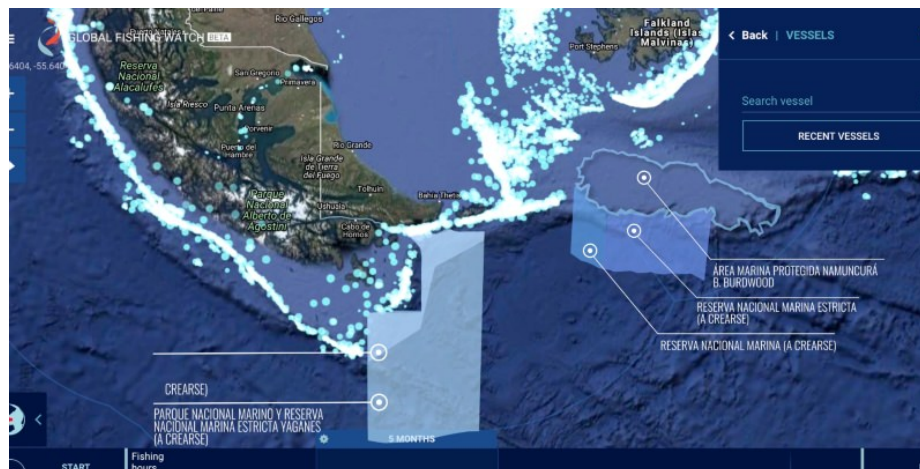 GLOBAL FISHING WATCH BETA
6404, -55.640
Reserva
Nacional
Alacalufes
Rio Gallegos
San Gregorio
Primavera
Isla Riesco
Punta Arenas
Porvenir
Puerto del
Hambre
Isla Grande
de Tierra
del Fuego
Rio Grande
Tolhuin
Parque
Nacional
Alberto de
Agostini
Ushuaia
Cabo de
Hornos
Bahia Thetis
Port Stephens
Falkland
Islands (Islas
Malvinas)
Back | VESSELS
Search vessel
RECENT VESSELS
ÁREA MARINA PROTEGIDA NAMUNCURÁ
B. BURDWOOD
RESERVA NACIONAL MARINA ESTRICTA
(A CREARSE)
RESERVA NACIONAL MARINA (A CREARSE)
CREARSE)
PARQUE NACIONAL MARINO Y RESERVA
NACIONAL MARINA ESTRICTA YAGANES
(A CREARSE)
5 MONTHS
START
Fishing
hours